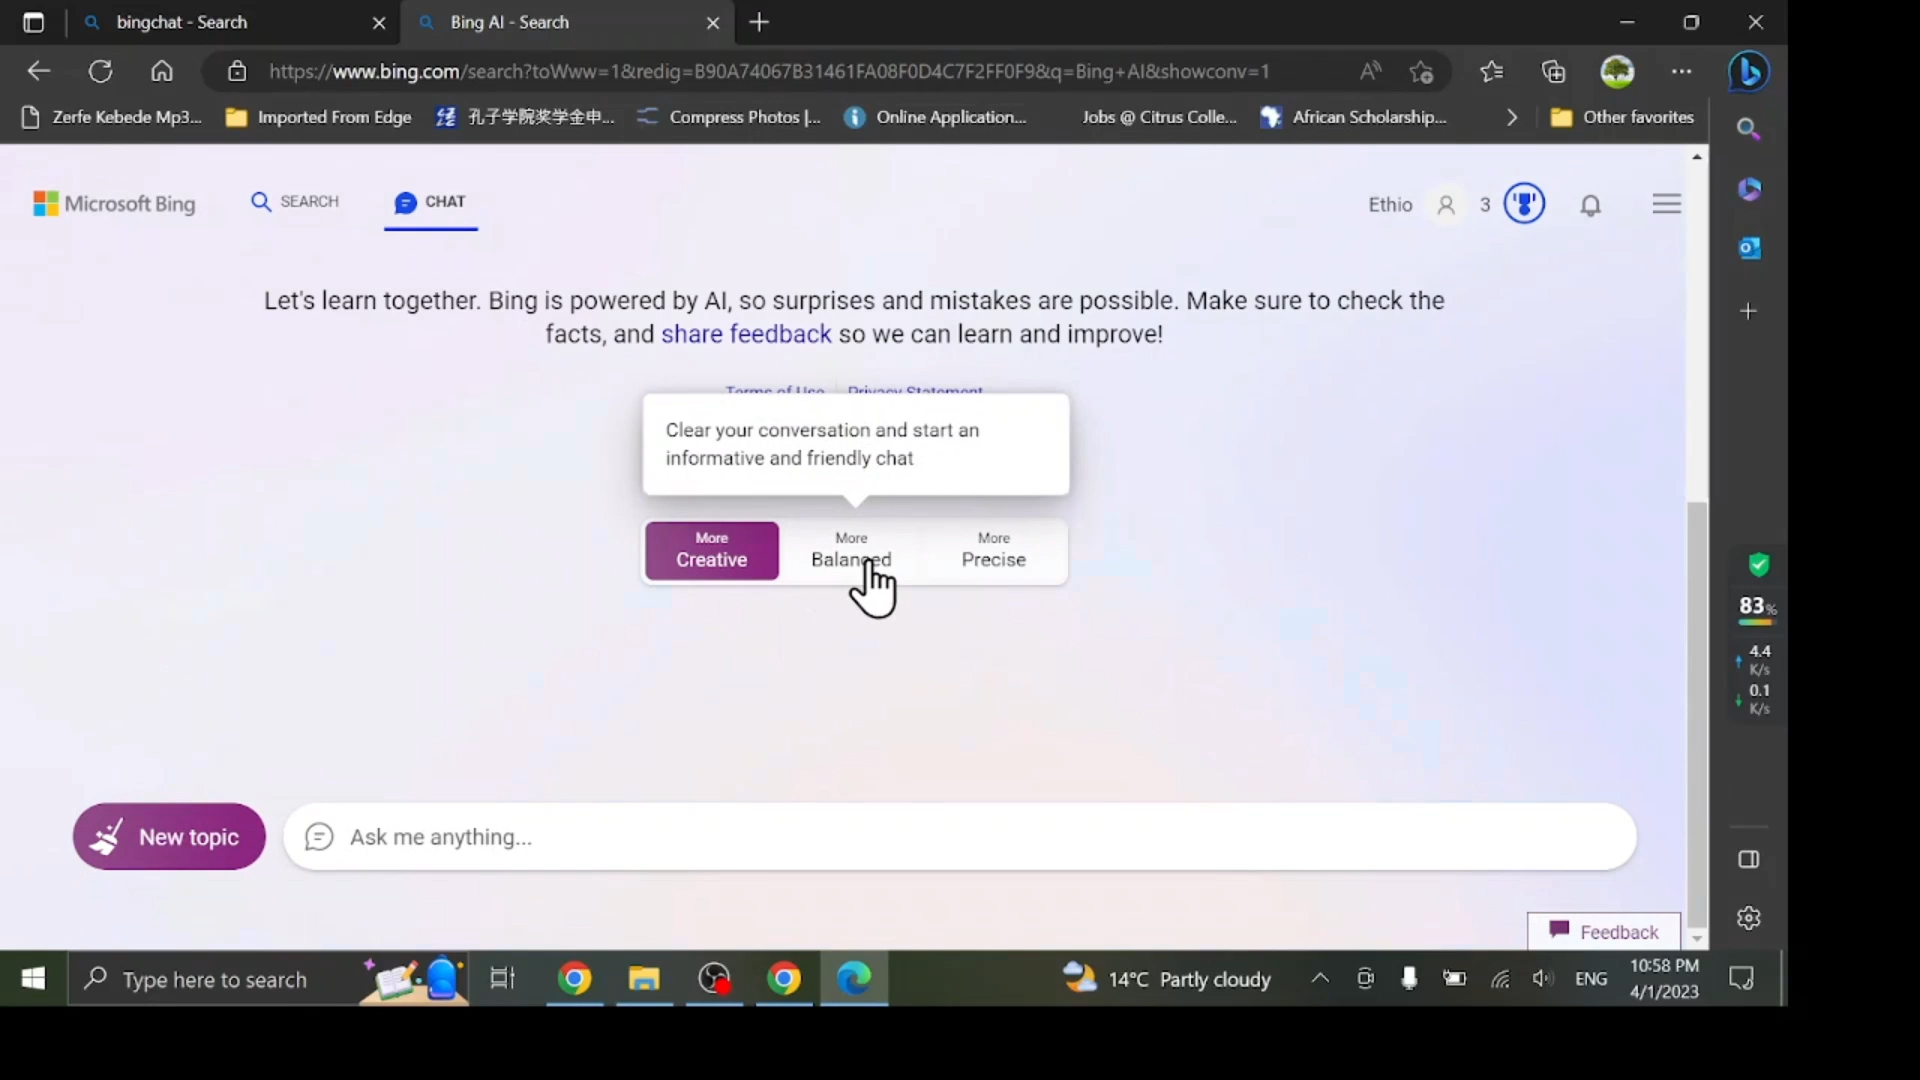 bingchat - Search
Bing AI - Search
https://www.bing.com/search?toWww=1&redig=B90A74067B31461FA08F0D4C7F2FF0F9&q=Bing+AI&showconv=1
Zerfe Kebede Mp3...
Imported From Edge
孔子学院奖学金申...
Compress Photos |...
Online Application...
Jobs @ Citrus Colle...
African Scholarship...
Other favorites
Microsoft Bing
SEARCH
CHAT
Ethio
3
Let's learn together. Bing is powered by AI, so surprises and mistakes are possible. Make sure to check the
facts, and share feedback so we can learn and improve!
Terms of Use
Privacy Statement
Clear your conversation and start an
informative and friendly chat
More
Creative
More
Balanced
More
Precise
83%
4.4
K/s
0.1
K/s
New topic
Ask me anything...
Feedback
Type here to search
14°C Partly cloudy
ENG
10:58 PM
4/1/2023